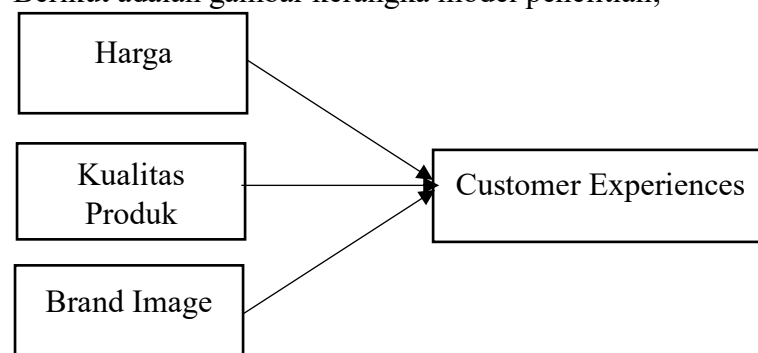 Berikut adalah gambar kerangka model penelitian;
Harga
Kualitas
Produk
Customer Experiences
Brand Image